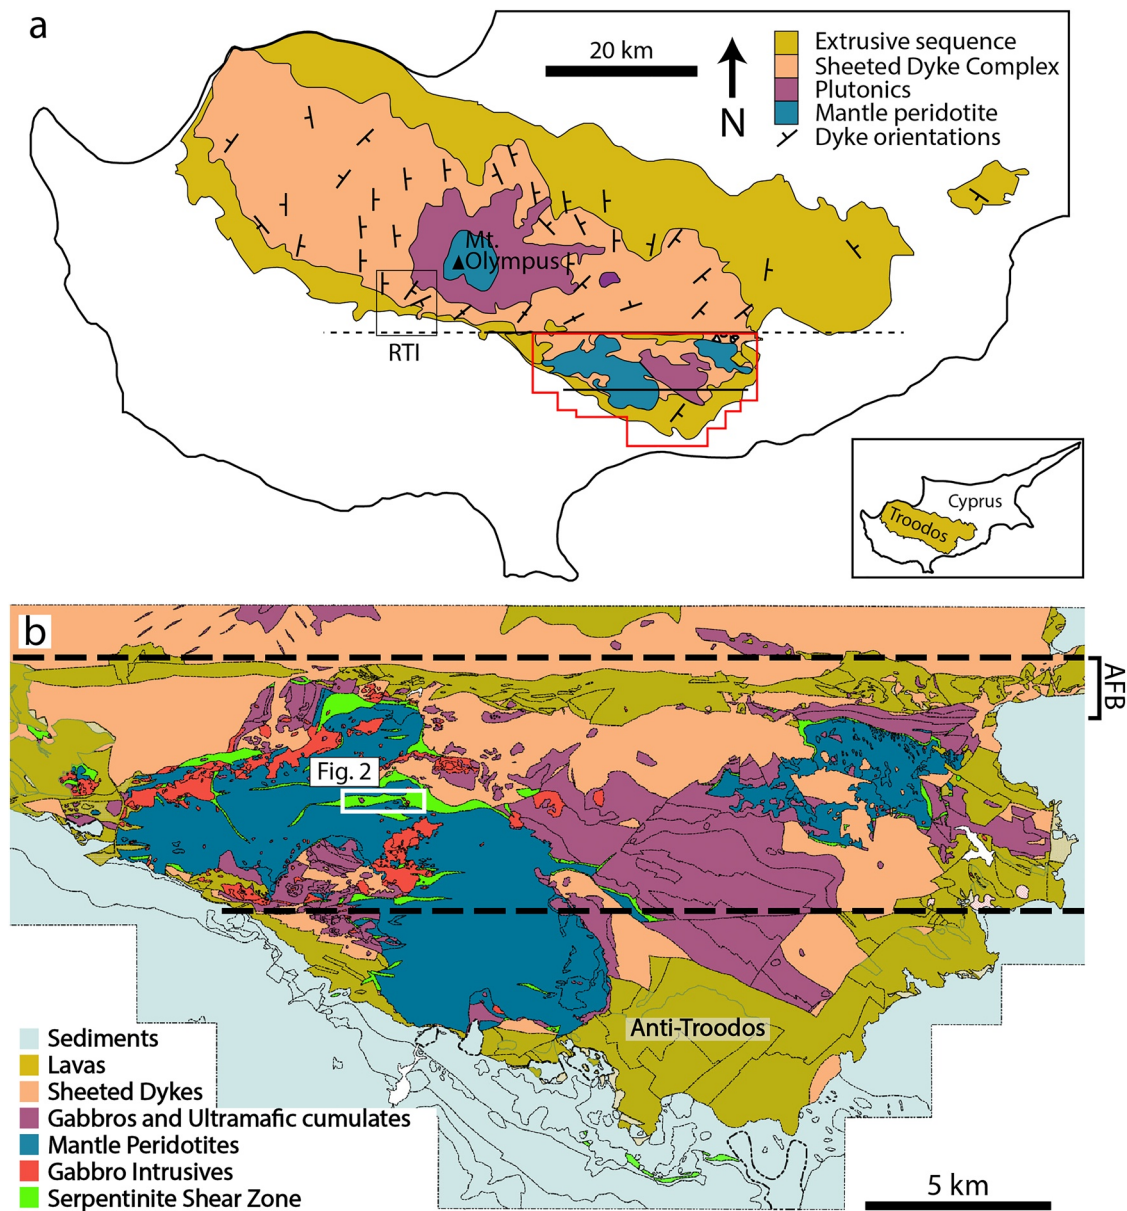 a
20 km
N
Extrusive sequence
Sheeted Dyke Complex
Plutonics
Mantle peridotite
Dyke orientations
Mt.
Olympus
RTI
Cyprus
Troodos
b
AFB
Fig. 2
Anti-Troodos
Sediments
Lavas
Sheeted Dykes
Gabbros and Ultramafic cumulates
Mantle Peridotites
Gabbro Intrusives
Serpentinite Shear Zone
5 km